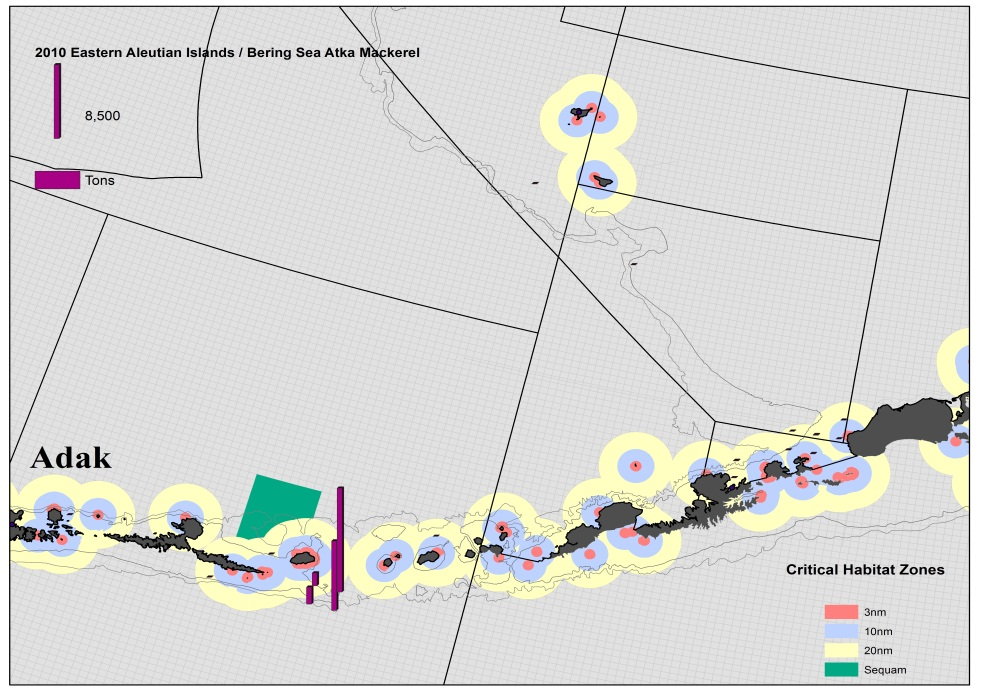 2010 Eastern Aleutian Islands / Bering Sea Atka Mackerel
8,500
Tons
Adak
Critical Habitat Zones
3nm
10nm
20nm
Sequam